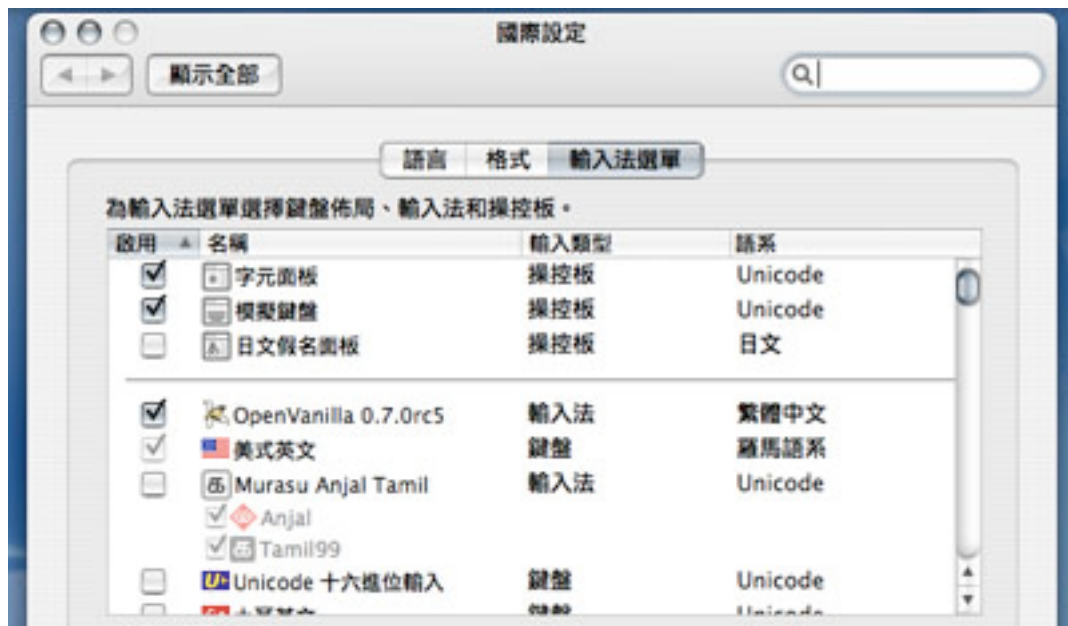 國際設定
顯示全部
語言 格式 輸入法選單
為輸入法選單選擇鍵盤佈局、輸入法和操控板。
啟用 名稱 輸入類型 語系
字元面板 操控板 Unicode
模擬鍵盤 操控板 Unicode
日文假名面板 操控板 日文
OpenVanilla 0.7.0rc5 輸入法 繁體中文
美式英文 鍵盤 羅馬語系
Murasu Anjal Tamil 輸入法 Unicode
Anjal
Tamil99
Unicode 十六進位輸入 鍵盤 Unicode